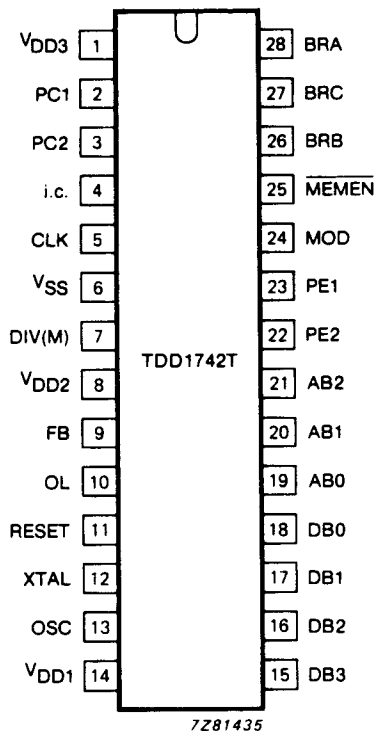 VDD3 1 28 BRA
PC1 2 27 BRC
PC2 3 26 BRB
i.c. 4 25 MEMEN
CLK 5 24 MOD
VSS 6 23 PE1
DIV(M) 7 22 PE2
TDD1742T
VDD2 8 21 AB2
FB 9 20 AB1
OL 10 19 AB0
RESET 11 18 DB0
XTAL 12 17 DB1
OSC 13 16 DB2
VDD1 14 15 DB3
7Z81435